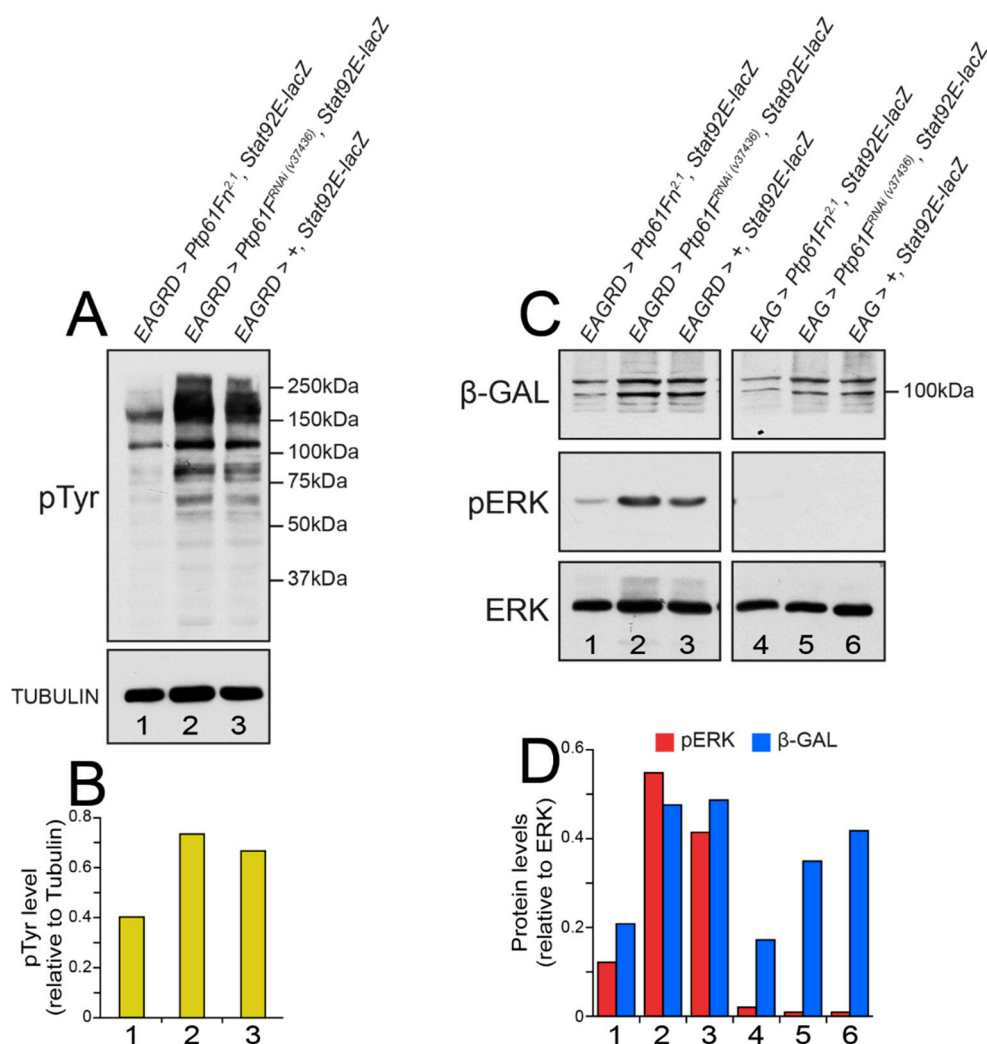 A
EAGRD > Ptp61Fn2.1, Stat92E-lacZ
EAGRD > Ptp61FRNAi (v37436), Stat92E-lacZ
EAGRD > +, Stat92E-lacZ
pTyr
250kDa
150kDa
100kDa
75kDa
50kDa
37kDa
TUBULIN
1 2 3
B
pTyr level
(relative to Tubulin)
0.8
0.4
0
1 2 3
C
EAGRD > Ptp61Fn2.1, Stat92E-lacZ
EAGRD > Ptp61FRNAi (v37436), Stat92E-lacZ
EAGRD > +, Stat92E-lacZ
EAG > Ptp61Fn2.1, Stat92E-lacZ
EAG > Ptp61FRNAi (v37436), Stat92E-lacZ
EAG > +, Stat92E-lacZ
β-GAL
100kDa
pERK
ERK
1 2 3 4 5 6
D
pERK β-GAL
Protein levels
(relative to ERK)
0.6
0.4
0.2
0
1 2 3 4 5 6